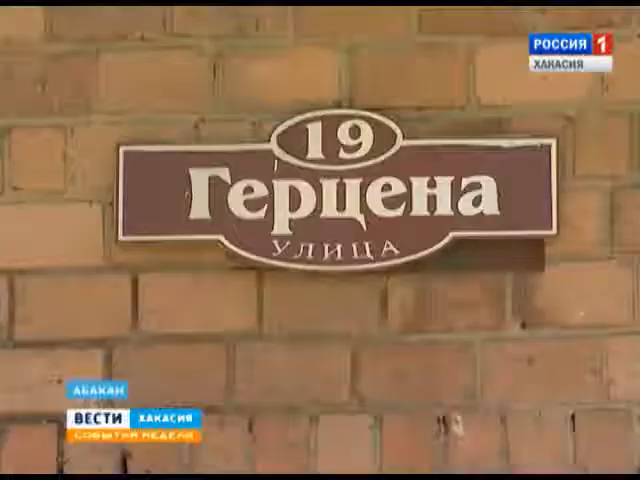 РОССИЯ 1
ХАКАСИЯ
19
Герцена
УЛИЦА
АБАКАН
ВЕСТИ ХАКАСИЯ
СОБЫТИЯ НЕДЕЛИ